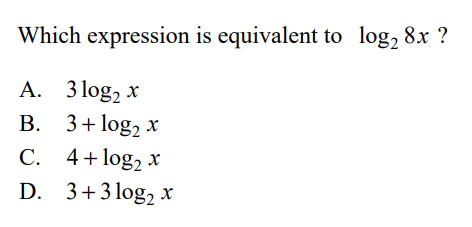 Which expression is equivalent to log₂ 8x ?
A. 3 log₂ x
B. 3 + log₂ x
C. 4 + log₂ x
D. 3 + 3 log₂ x